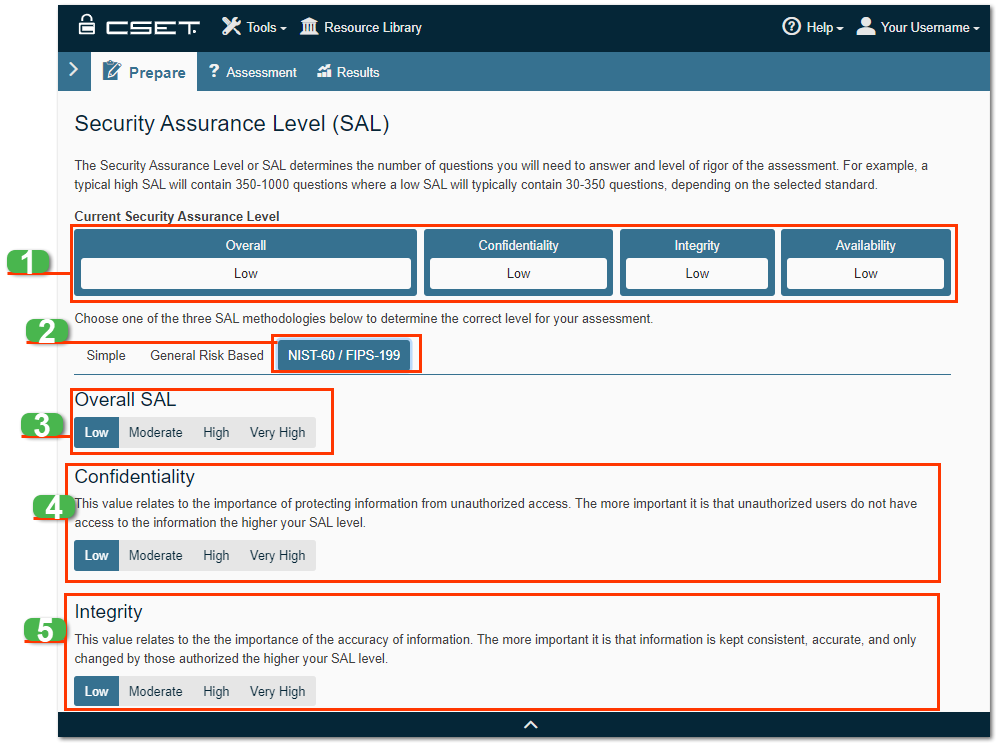 CSET Tools Resource Library Help Your Username
Prepare ? Assessment Results
Security Assurance Level (SAL)
The Security Assurance Level or SAL determines the number of questions you will need to answer and level of rigor of the assessment. For example, a
typical high SAL will contain 350-1000 questions where a low SAL will typically contain 30-350 questions, depending on the selected standard.
Current Security Assurance Level
Overall Confidentiality Integrity Availability
1
Low Low Low Low
Choose one of the three SAL methodologies below to determine the correct level for your assessment.
2
Simple General Risk Based NIST-60 / FIPS-199
Overall SAL
3
Low Moderate High Very High
Confidentiality
4
This value relates to the importance of protecting information from unauthorized access. The more important it is that unauthorized users do not have
access to the information the higher your SAL level.
Low Moderate High Very High
Integrity
5
This value relates to the the importance of the accuracy of information. The more important it is that information is kept consistent, accurate, and only
changed by those authorized the higher your SAL level.
Low Moderate High Very High